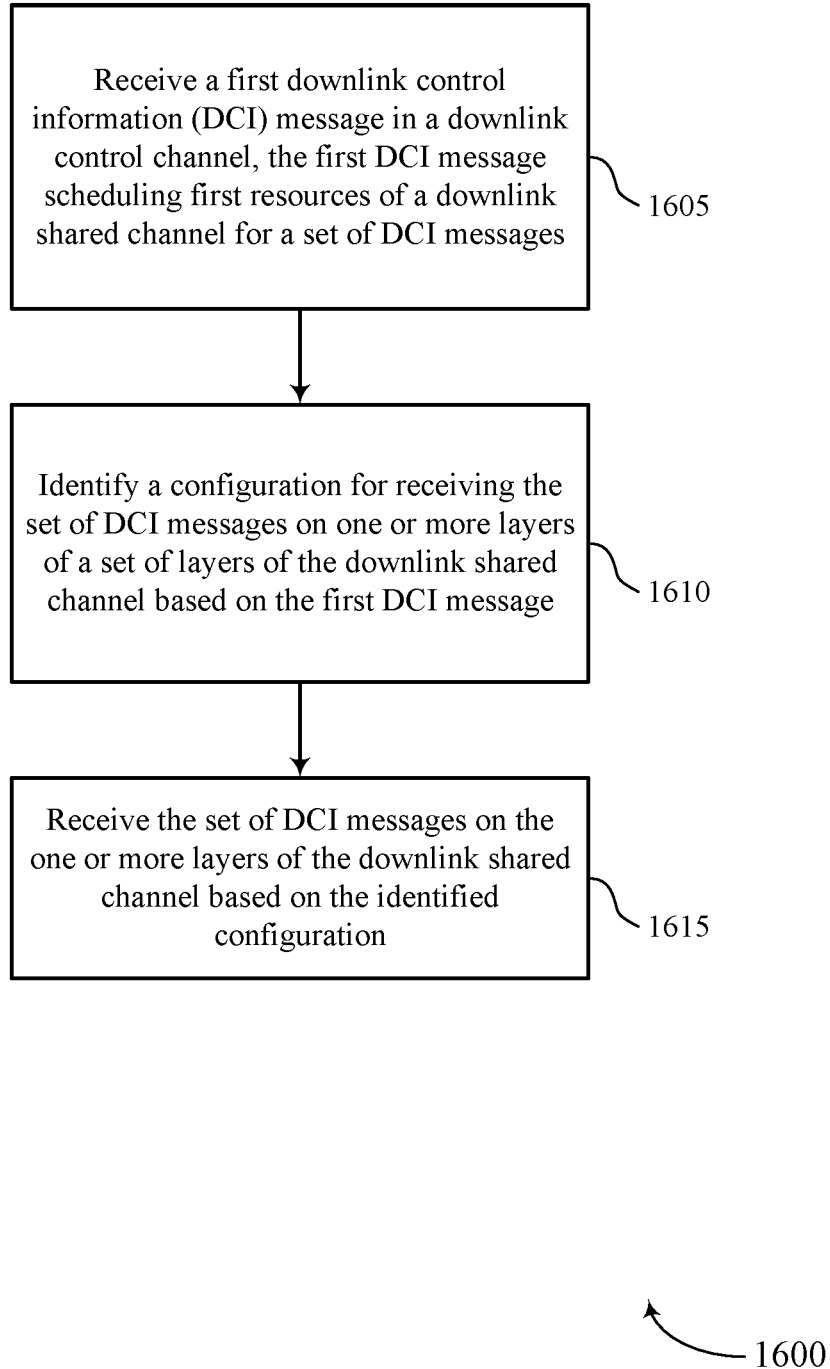 Receive a first downlink control
information (DCI) message in a downlink
control channel, the first DCI message
scheduling first resources of a downlink
shared channel for a set of DCI messages
1605
Identify a configuration for receiving the
set of DCI messages on one or more layers
of a set of layers of the downlink shared
channel based on the first DCI message
1610
Receive the set of DCI messages on the
one or more layers of the downlink shared
channel based on the identified
configuration
1615
1600